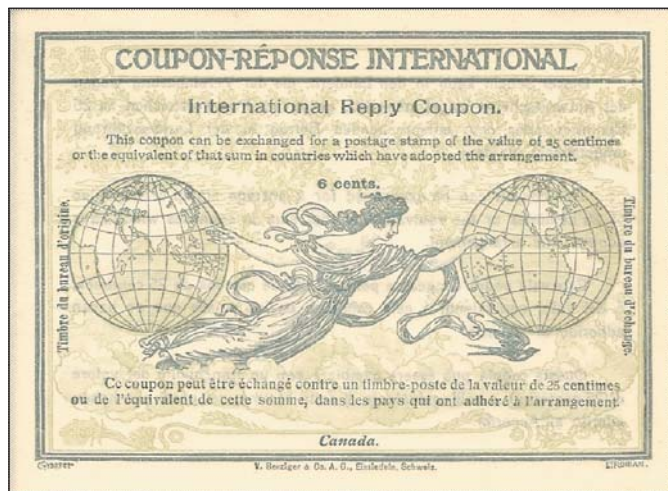 COUPON-RÉPONSE INTERNATIONAL
International Reply Coupon.
This coupon can be exchanged for a postage stamp of the value of 25 centimes
or the equivalent of that sum in countries which have adopted the arrangement.
6 cents.
Timbre du bureau d'origine.
Timbre du bureau d'échange.
Ce coupon peut être échangé contre un timbre-poste de la valeur de 25 centimes
ou de l'équivalent de cette somme, dans les pays qui ont adhéré à l'arrangement.
Canada.
V. Benziger & Co. A. G., Einsiedeln, Schweiz.